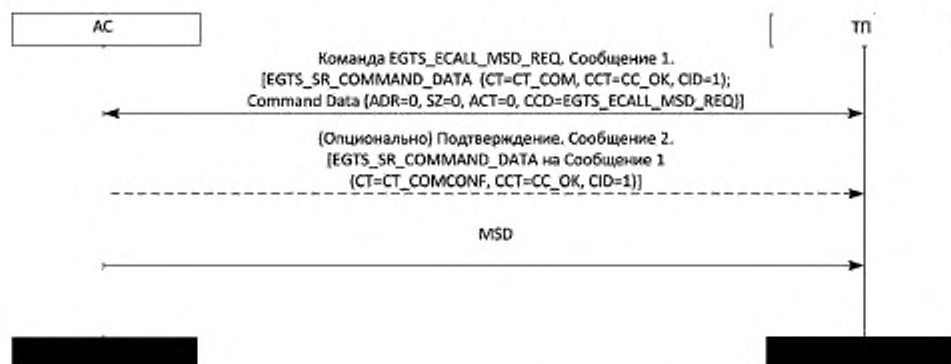 АС
ТП
Команда EGTS_ECALL_MSD_REQ. Сообщение 1.
[EGTS_SR_COMMAND_DATA (CT=CT_COM, CCT=CC_OK, CID=1);
Command Data (ADR=0, SZ=0, ACT=0, CCD=EGTS_ECALL_MSD_REQ)]
(Опционально) Подтверждение. Сообщение 2.
[EGTS_SR_COMMAND_DATA на Сообщение 1
(CT=CT_COMCONF, CCT=CC_OK, CID=1)]
MSD